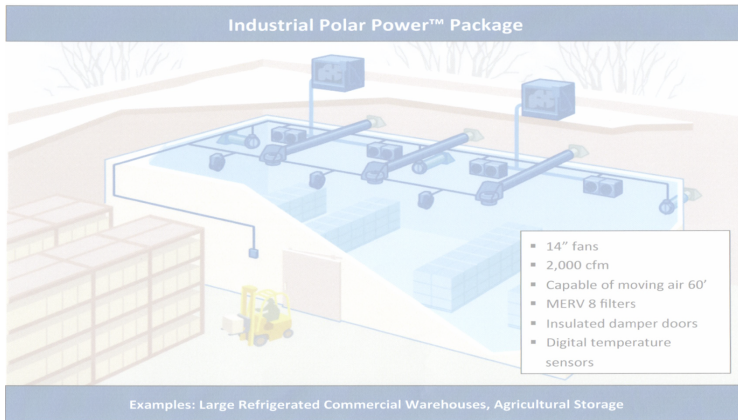 Industrial Polar Power™ Package
▪ 14” fans
▪ 2,000 cfm
▪ Capable of moving air 60’
▪ MERV 8 filters
▪ Insulated damper doors
▪ Digital temperature
sensors
Examples: Large Refrigerated Commercial Warehouses, Agricultural Storage